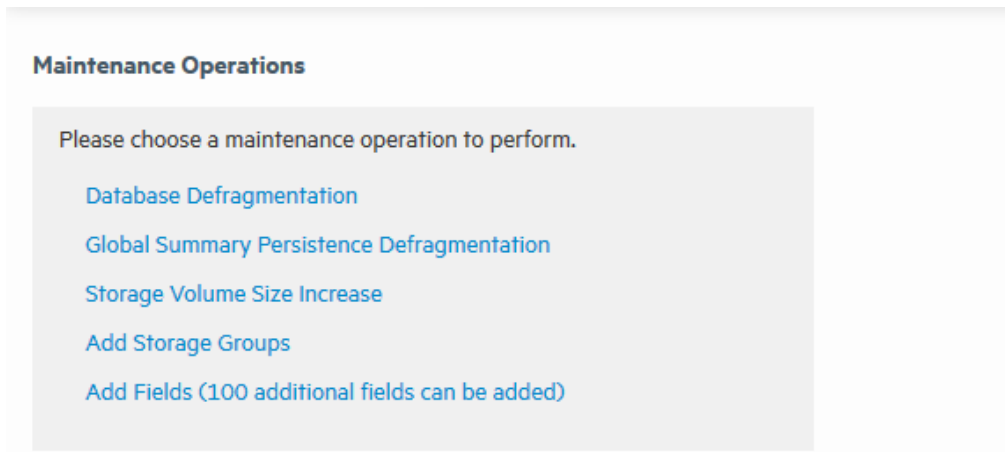 Maintenance Operations
Please choose a maintenance operation to perform.
Database Defragmentation
Global Summary Persistence Defragmentation
Storage Volume Size Increase
Add Storage Groups
Add Fields (100 additional fields can be added)